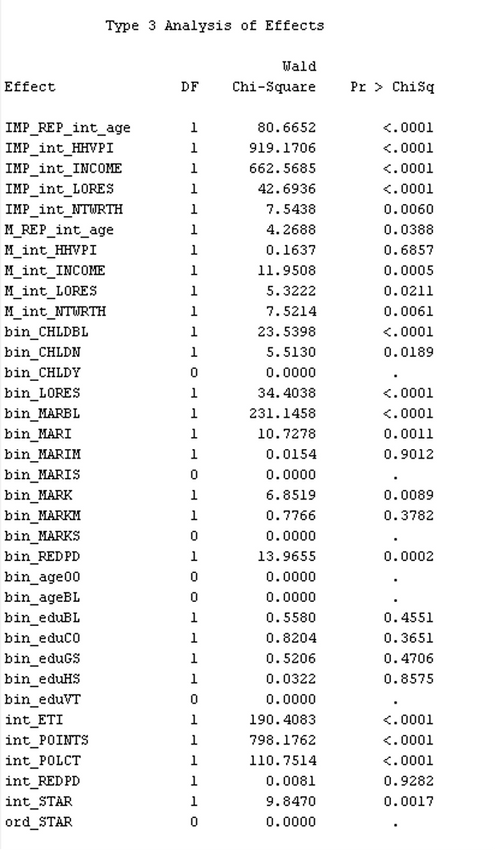 Type 3 Analysis of Effects
Wald
Effect DF Chi-Square Pr > ChiSq
IMP_REP_int_age 1 80.6652 <.0001
IMP_int_HHVPI 1 919.1706 <.0001
IMP_int_INCOME 1 662.5685 <.0001
IMP_int_LORES 1 42.6936 <.0001
IMP_int_NTWRTH 1 7.5438 0.0060
M_REP_int_age 1 4.2688 0.0388
M_int_HHVPI 1 0.1637 0.6857
M_int_INCOME 1 11.9508 0.0005
M_int_LORES 1 5.3222 0.0211
M_int_NTWRTH 1 7.5214 0.0061
bin_CHLDBL 1 23.5398 <.0001
bin_CHLDN 1 5.5130 0.0189
bin_CHLDY 0 0.0000 .
bin_LORES 1 34.4038 <.0001
bin_MARBL 1 231.1458 <.0001
bin_MARI 1 10.7278 0.0011
bin_MARIM 1 0.0154 0.9012
bin_MARIS 0 0.0000 .
bin_MARK 1 6.8519 0.0089
bin_MARKM 1 0.7766 0.3782
bin_MARKS 0 0.0000 .
bin_REDPD 1 13.9655 0.0002
bin_age00 0 0.0000 .
bin_ageBL 0 0.0000 .
bin_eduBL 1 0.5580 0.4551
bin_eduCO 1 0.8204 0.3651
bin_eduGS 1 0.5206 0.4706
bin_eduHS 1 0.0322 0.8575
bin_eduVT 0 0.0000 .
int_ETI 1 190.4083 <.0001
int_POINTS 1 798.1762 <.0001
int_POLCT 1 110.7514 <.0001
int_REDPD 1 0.0081 0.9282
int_STAR 1 9.8470 0.0017
ord_STAR 0 0.0000 .